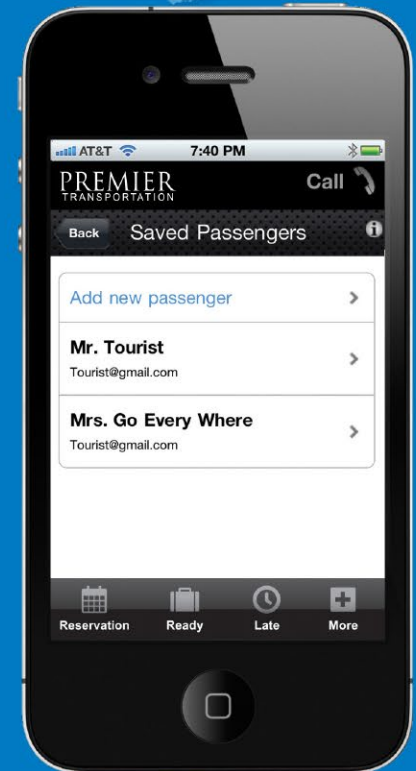 AT&T 7:40 PM
PREMIER Call
TRANSPORTATION
Back Saved Passengers i
Add new passenger
Mr. Tourist
Tourist@gmail.com
Mrs. Go Every Where
Tourist@gmail.com
Reservation Ready Late More